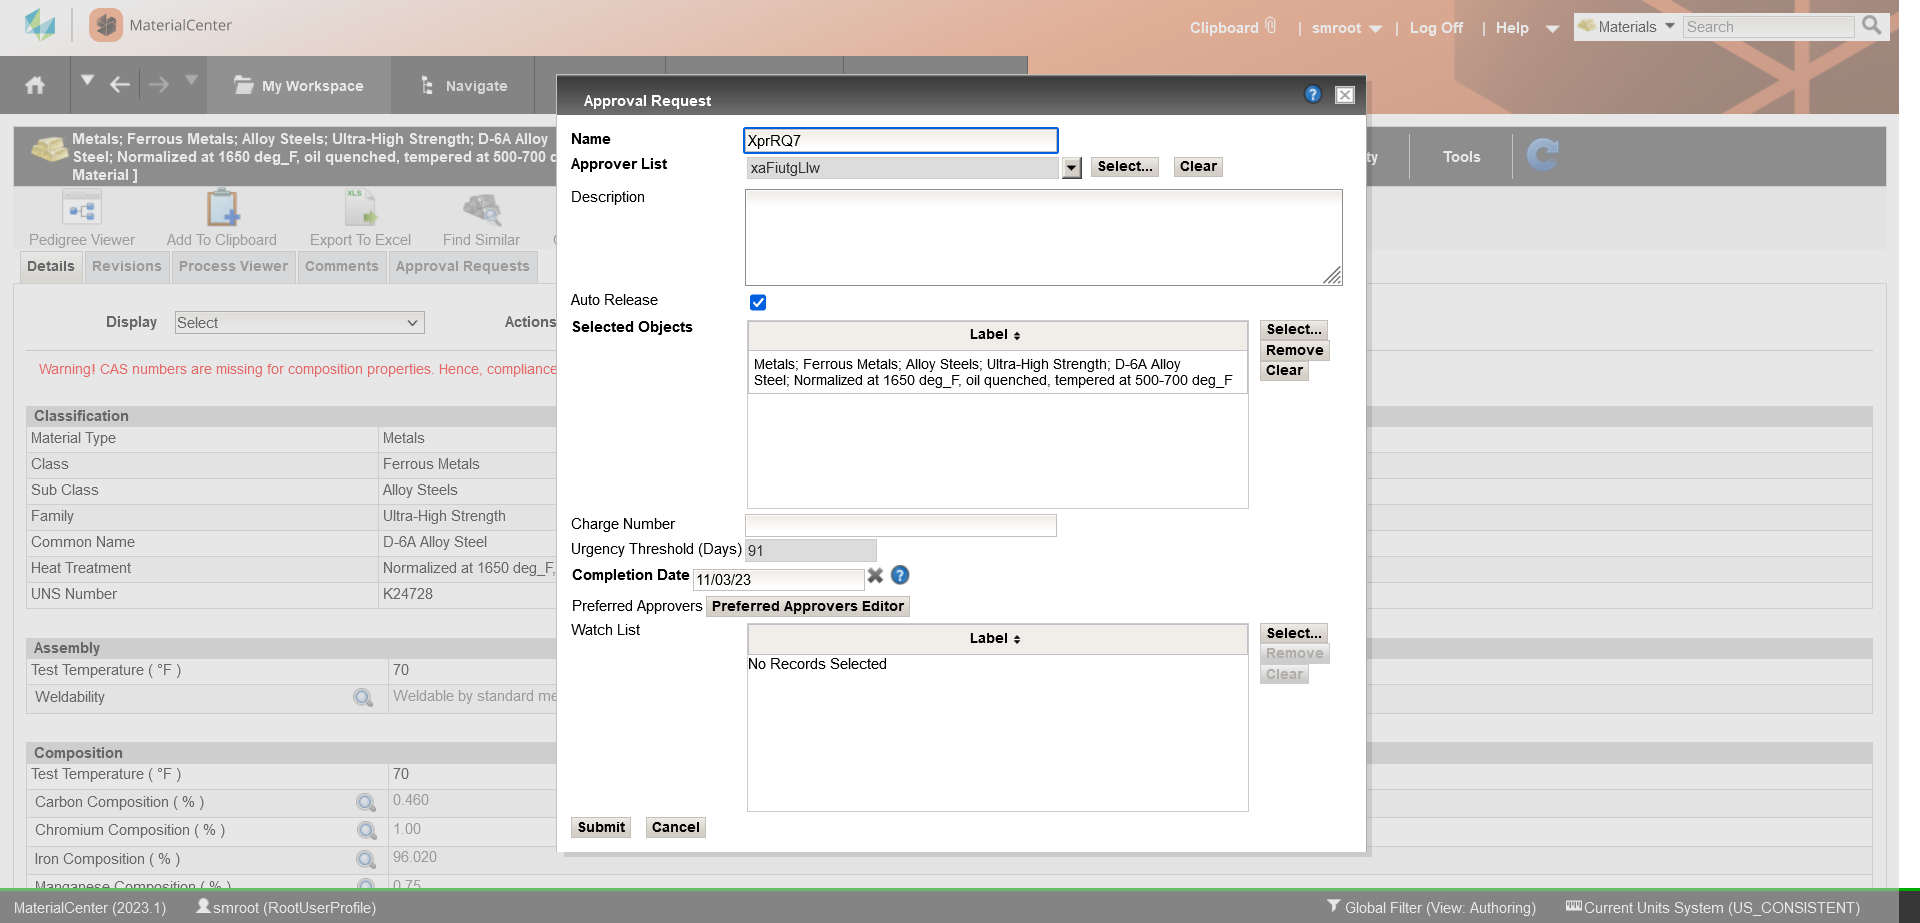 MaterialCenter
Clipboard | smroot | Log Off | Help Materials Search
My Workspace Navigate
Approval Request
Metals; Ferrous Metals; Alloy Steels; Ultra-High Strength; D-6A Alloy
Steel; Normalized at 1650 deg_F, oil quenched, tempered at 500-700
Material ]
Tools
Pedigree Viewer Add To Clipboard Export To Excel Find Similar
XLS
Details Revisions Process Viewer Comments Approval Requests
Display Select Actions
Warning! CAS numbers are missing for composition properties. Hence, compliance
Classification
Material Type Metals
Class Ferrous Metals
Sub Class Alloy Steels
Family Ultra-High Strength
Common Name D-6A Alloy Steel
Heat Treatment Normalized at 1650 deg_F,
UNS Number K24728
Assembly
Test Temperature ( °F ) 70
Weldability Weldable by standard me
Composition
Test Temperature ( °F ) 70
Carbon Composition ( % ) 0.460
Chromium Composition ( % ) 1.00
Iron Composition ( % ) 96.020
Manganese Composition ( % ) 0.75
Name XprRQ7
Approver List xaFiutgLlw Select... Clear
Description
Auto Release
Selected Objects Label Select...
Remove
Clear
Metals; Ferrous Metals; Alloy Steels; Ultra-High Strength; D-6A Alloy
Steel; Normalized at 1650 deg_F, oil quenched, tempered at 500-700 deg_F
Charge Number
Urgency Threshold (Days) 91
Completion Date 11/03/23
Preferred Approvers Preferred Approvers Editor
Watch List Label Select...
Remove
Clear
No Records Selected
Submit Cancel
MaterialCenter (2023.1) smroot (RootUserProfile) Global Filter (View: Authoring) Current Units System (US_CONSISTENT)